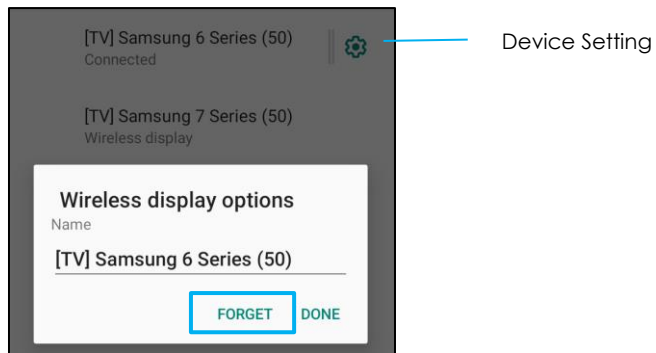 [TV] Samsung 6 Series (50)
Connected
Device Setting
[TV] Samsung 7 Series (50)
Wireless display
Wireless display options
Name
[TV] Samsung 6 Series (50)
FORGET DONE